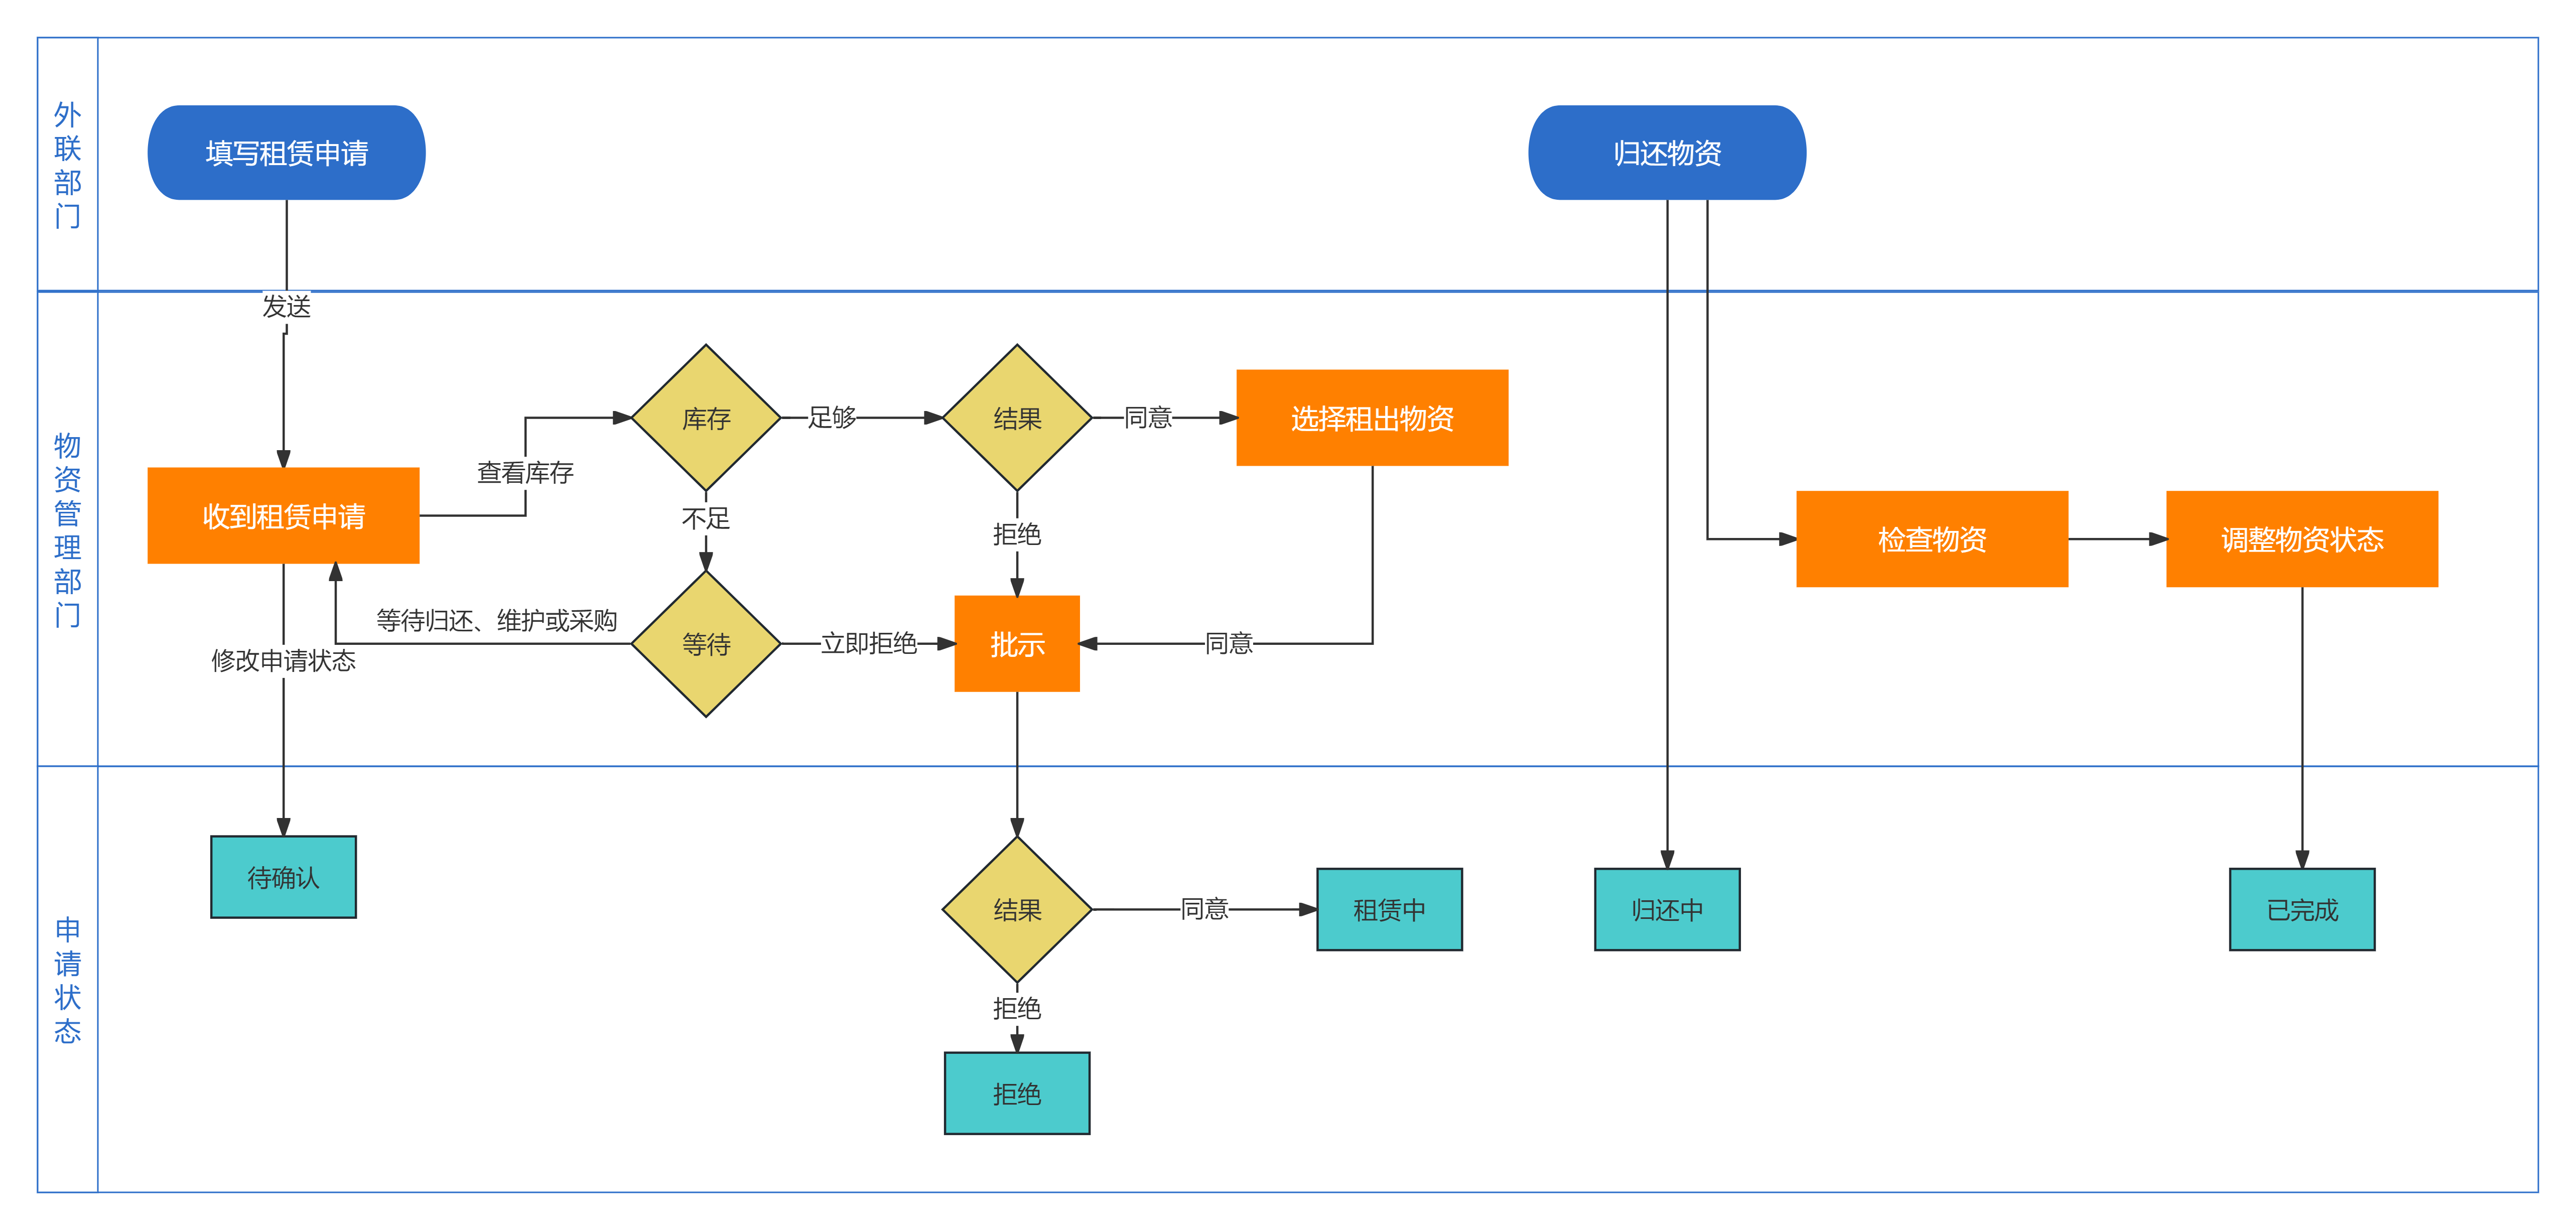 外联部门
填写租赁申请
归还物资
发送
物资管理部门
库存
足够
结果
同意
选择租出物资
查看库存
收到租赁申请
不足
拒绝
检查物资
调整物资状态
等待归还、维护或采购
等待
立即拒绝
批示
同意
修改申请状态
申请状态
待确认
结果
同意
租赁中
归还中
已完成
拒绝
拒绝